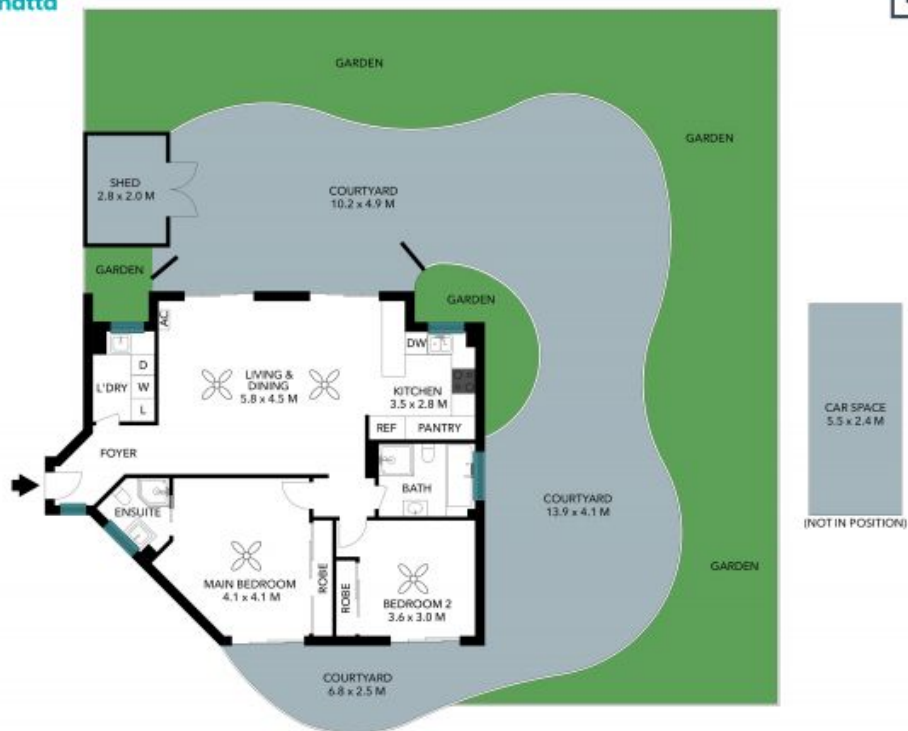 GARDEN
GARDEN
SHED
2.8 x 2.0 M
COURTYARD
10.2 x 4.9 M
GARDEN
GARDEN
AC
DW
D
W
L
L'DRY
LIVING &
DINING
5.8 x 4.5 M
KITCHEN
3.5 x 2.8 M
REF
PANTRY
CAR SPACE
5.5 x 2.4 M
(NOT IN POSITION)
FOYER
BATH
ENSUITE
COURTYARD
13.9 x 4.1 M
MAIN BEDROOM
4.1 x 4.1 M
ROBE
ROBE
BEDROOM 2
3.6 x 3.0 M
GARDEN
COURTYARD
6.8 x 2.5 M